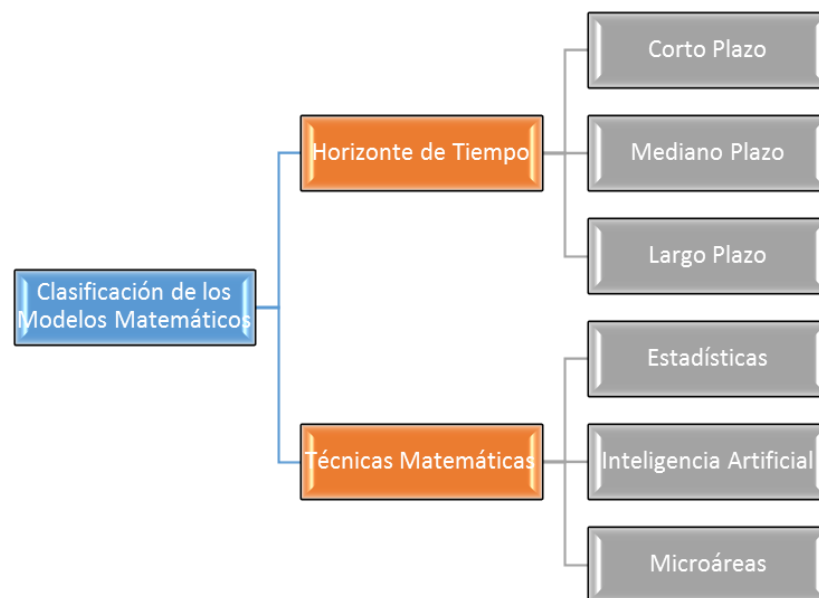 Clasificación de los
Modelos Matemáticos
Horizonte de Tiempo
Corto Plazo
Mediano Plazo
Largo Plazo
Técnicas Matemáticas
Estadísticas
Inteligencia Artificial
Microáreas